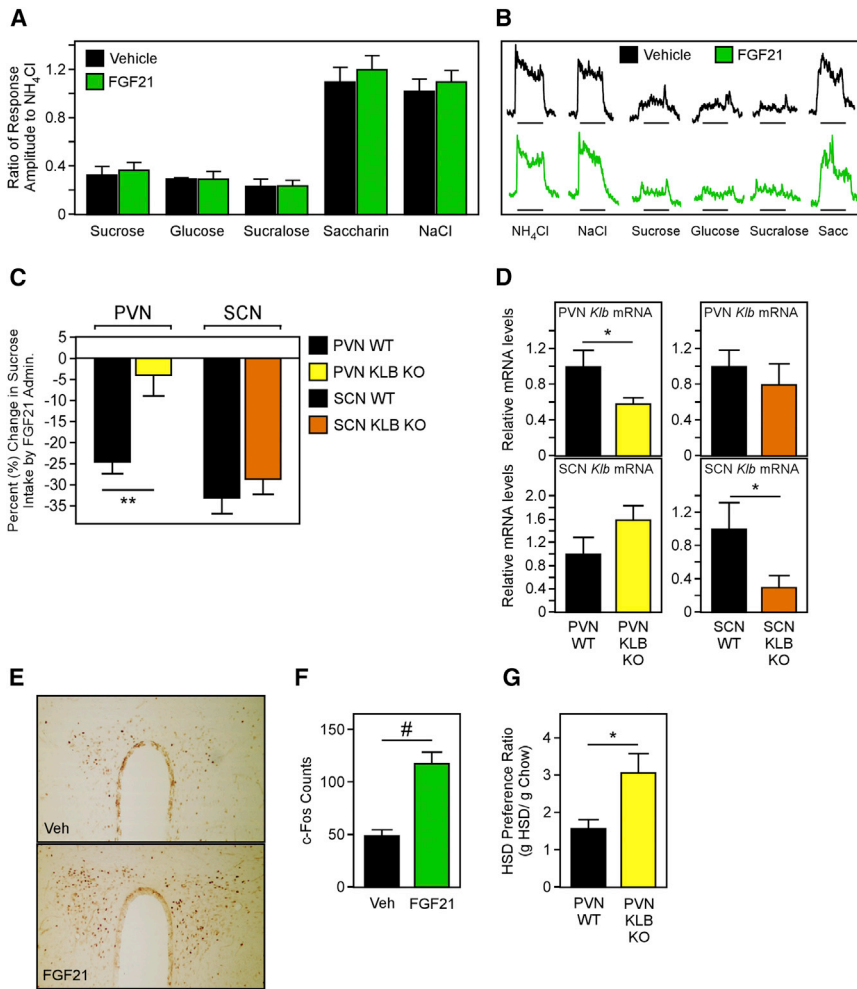 A
Ratio of Response
Amplitude to NH4Cl
1.2
0.8
0.4
0
Vehicle
FGF21
Sucrose Glucose Sucralose Saccharin NaCl
B
Vehicle FGF21
NH4Cl NaCl Sucrose Glucose Sucralose Sacc
C
PVN SCN
Percent (%) Change in Sucrose
Intake by FGF21 Admin.
5
0
-5
-10
-15
-20
-25
-30
-35
**
PVN WT
PVN KLB KO
SCN WT
SCN KLB KO
D
Relative mRNA levels
PVN Klb mRNA
1.2
0.8
0.4
0
*
PVN Klb mRNA
1.2
0.8
0.4
0
Relative mRNA levels
SCN Klb mRNA
2.0
1.6
1.2
0.8
0.4
0
PVN
WT
PVN
KLB
KO
SCN Klb mRNA
1.2
0.8
0.4
0
*
SCN
WT
SCN
KLB
KO
E
Veh
FGF21
F
c-Fos Counts
150
100
50
0
#
Veh FGF21
G
HSD Preference Ratio
(g HSD/ g Chow)
4
3
2
1
0
*
PVN
WT
PVN
KLB
KO